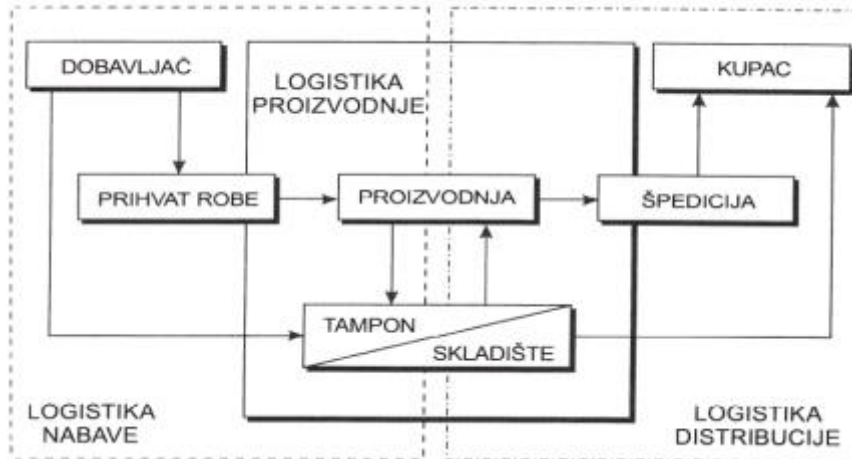 DOBAVLJAČ
KUPAC
LOGISTIKA
PROIZVODNJE
PRIHVAT ROBE
PROIZVODNJA
ŠPEDICIJA
TAMPON
SKLADIŠTE
LOGISTIKA
NABAVE
LOGISTIKA
DISTRIBUCIJE